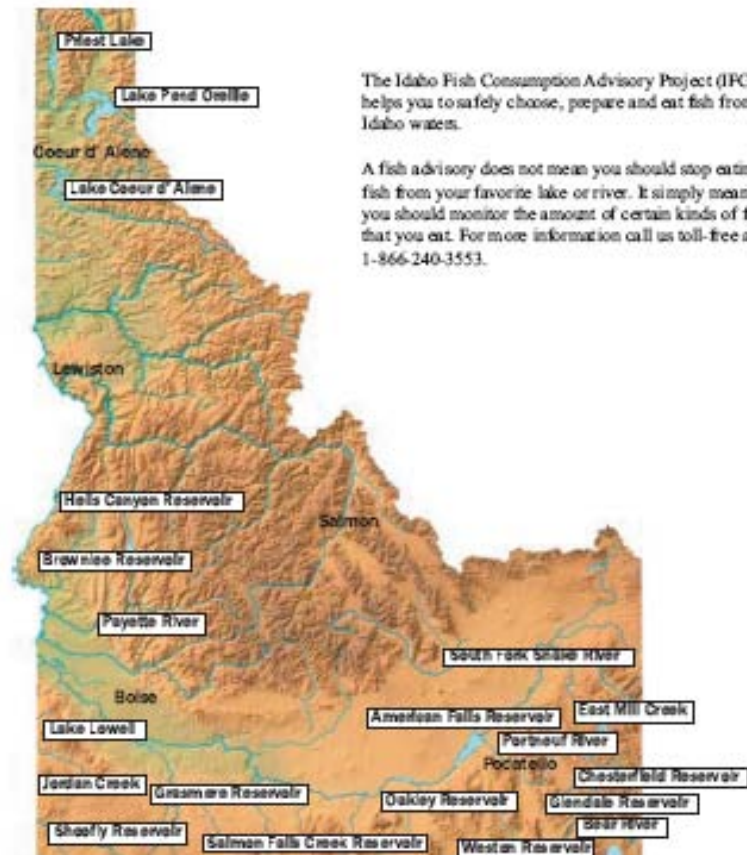 Priest Lake
The Idaho Fish Consumption Advisory Project (IFC
helps you to safely choose, prepare and eat fish from
Idaho waters.
Lake Pend Oreille
Coeur d' Alene
A fish advisory does not mean you should stop eatin
fish from your favorite lake or river. It simply mean
you should monitor the amount of certain kinds of f
that you eat. For more information call us toll-free a
1-866-240-3553.
Lake Coeur d' Alene
Lewiston
Hells Canyon Reservoir
Salmon
Brownlee Reservoir
Payette River
South Fork Snake River
Boise
American Falls Reservoir
East Mill Creek
Lake Lowell
Portneuf River
Pocatello
Jordan Creek
Chesterfield Reservoir
Grasmere Reservoir
Oakley Reservoir
Glendale Reservoir
Shoofly Reservoir
Bear River
Salmon Falls Creek Reservoir
Weston Reservoir